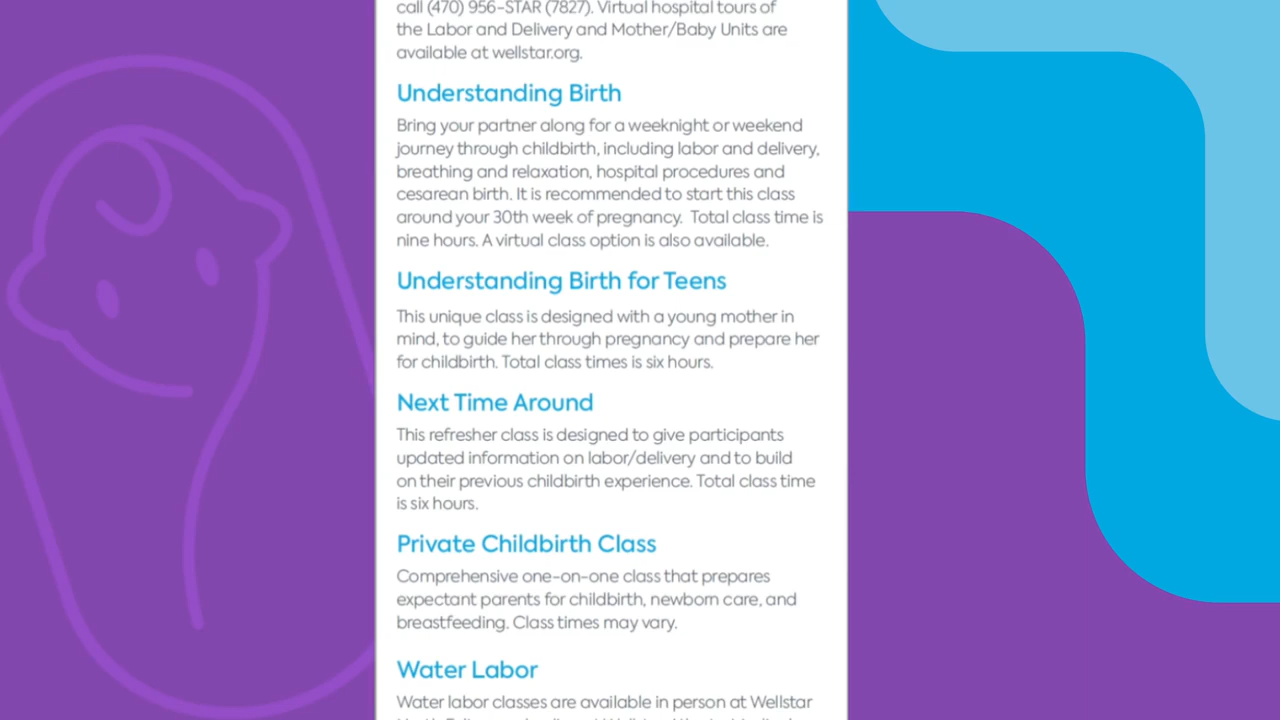 call (470) 956-STAR (7827). Virtual hospital tours of
the Labor and Delivery and Mother/Baby Units are
available at wellstar.org.
Understanding Birth
Bring your partner along for a weeknight or weekend
journey through childbirth, including labor and delivery,
breathing and relaxation, hospital procedures and
cesarean birth. It is recommended to start this class
around your 30th week of pregnancy. Total class time is
nine hours. A virtual class option is also available.
Understanding Birth for Teens
This unique class is designed with a young mother in
mind, to guide her through pregnancy and prepare her
for childbirth. Total class times is six hours.
Next Time Around
This refresher class is designed to give participants
updated information on labor/delivery and to build
on their previous childbirth experience. Total class time
is six hours.
Private Childbirth Class
Comprehensive one-on-one class that prepares
expectant parents for childbirth, newborn care, and
breastfeeding. Class times may vary.
Water Labor
Water labor classes are available in person at Wellstar